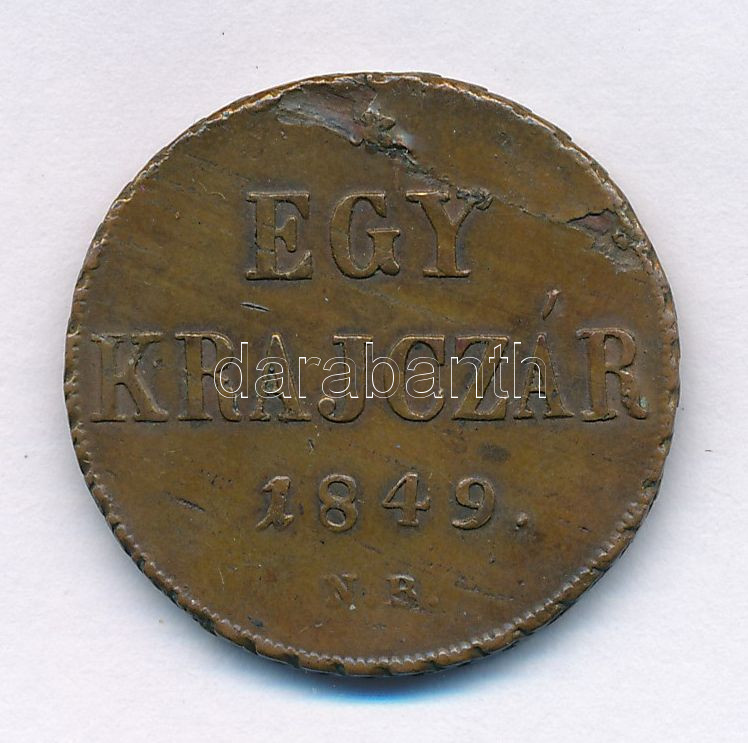 EGY
KRAJCZÁR
darabanth
1849.
N B.